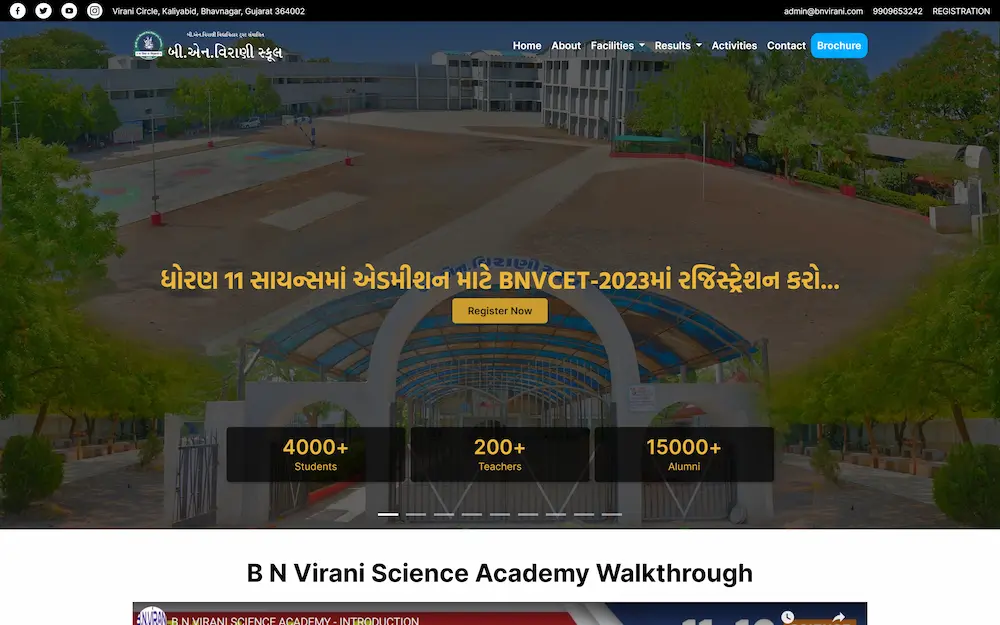 Virani Circle, Kaliyabid, Bhavnagar, Gujarat 364002
admin@bnvirani.com 9909653242 REGISTRATION
બી.એન.વિરાણી સ્કૂલ
Home About Facilities Results Activities Contact Brochure
ધોરણ 11 સાયન્સમાં એડમીશન માટે BNVCET-2023માં રજિસ્ટ્રેશન કરો...
Register Now
4000+
Students
200+
Teachers
15000+
Alumni
B N Virani Science Academy Walkthrough
B N VIRANI SCIENCE ACADEMY - INTRODUCTION